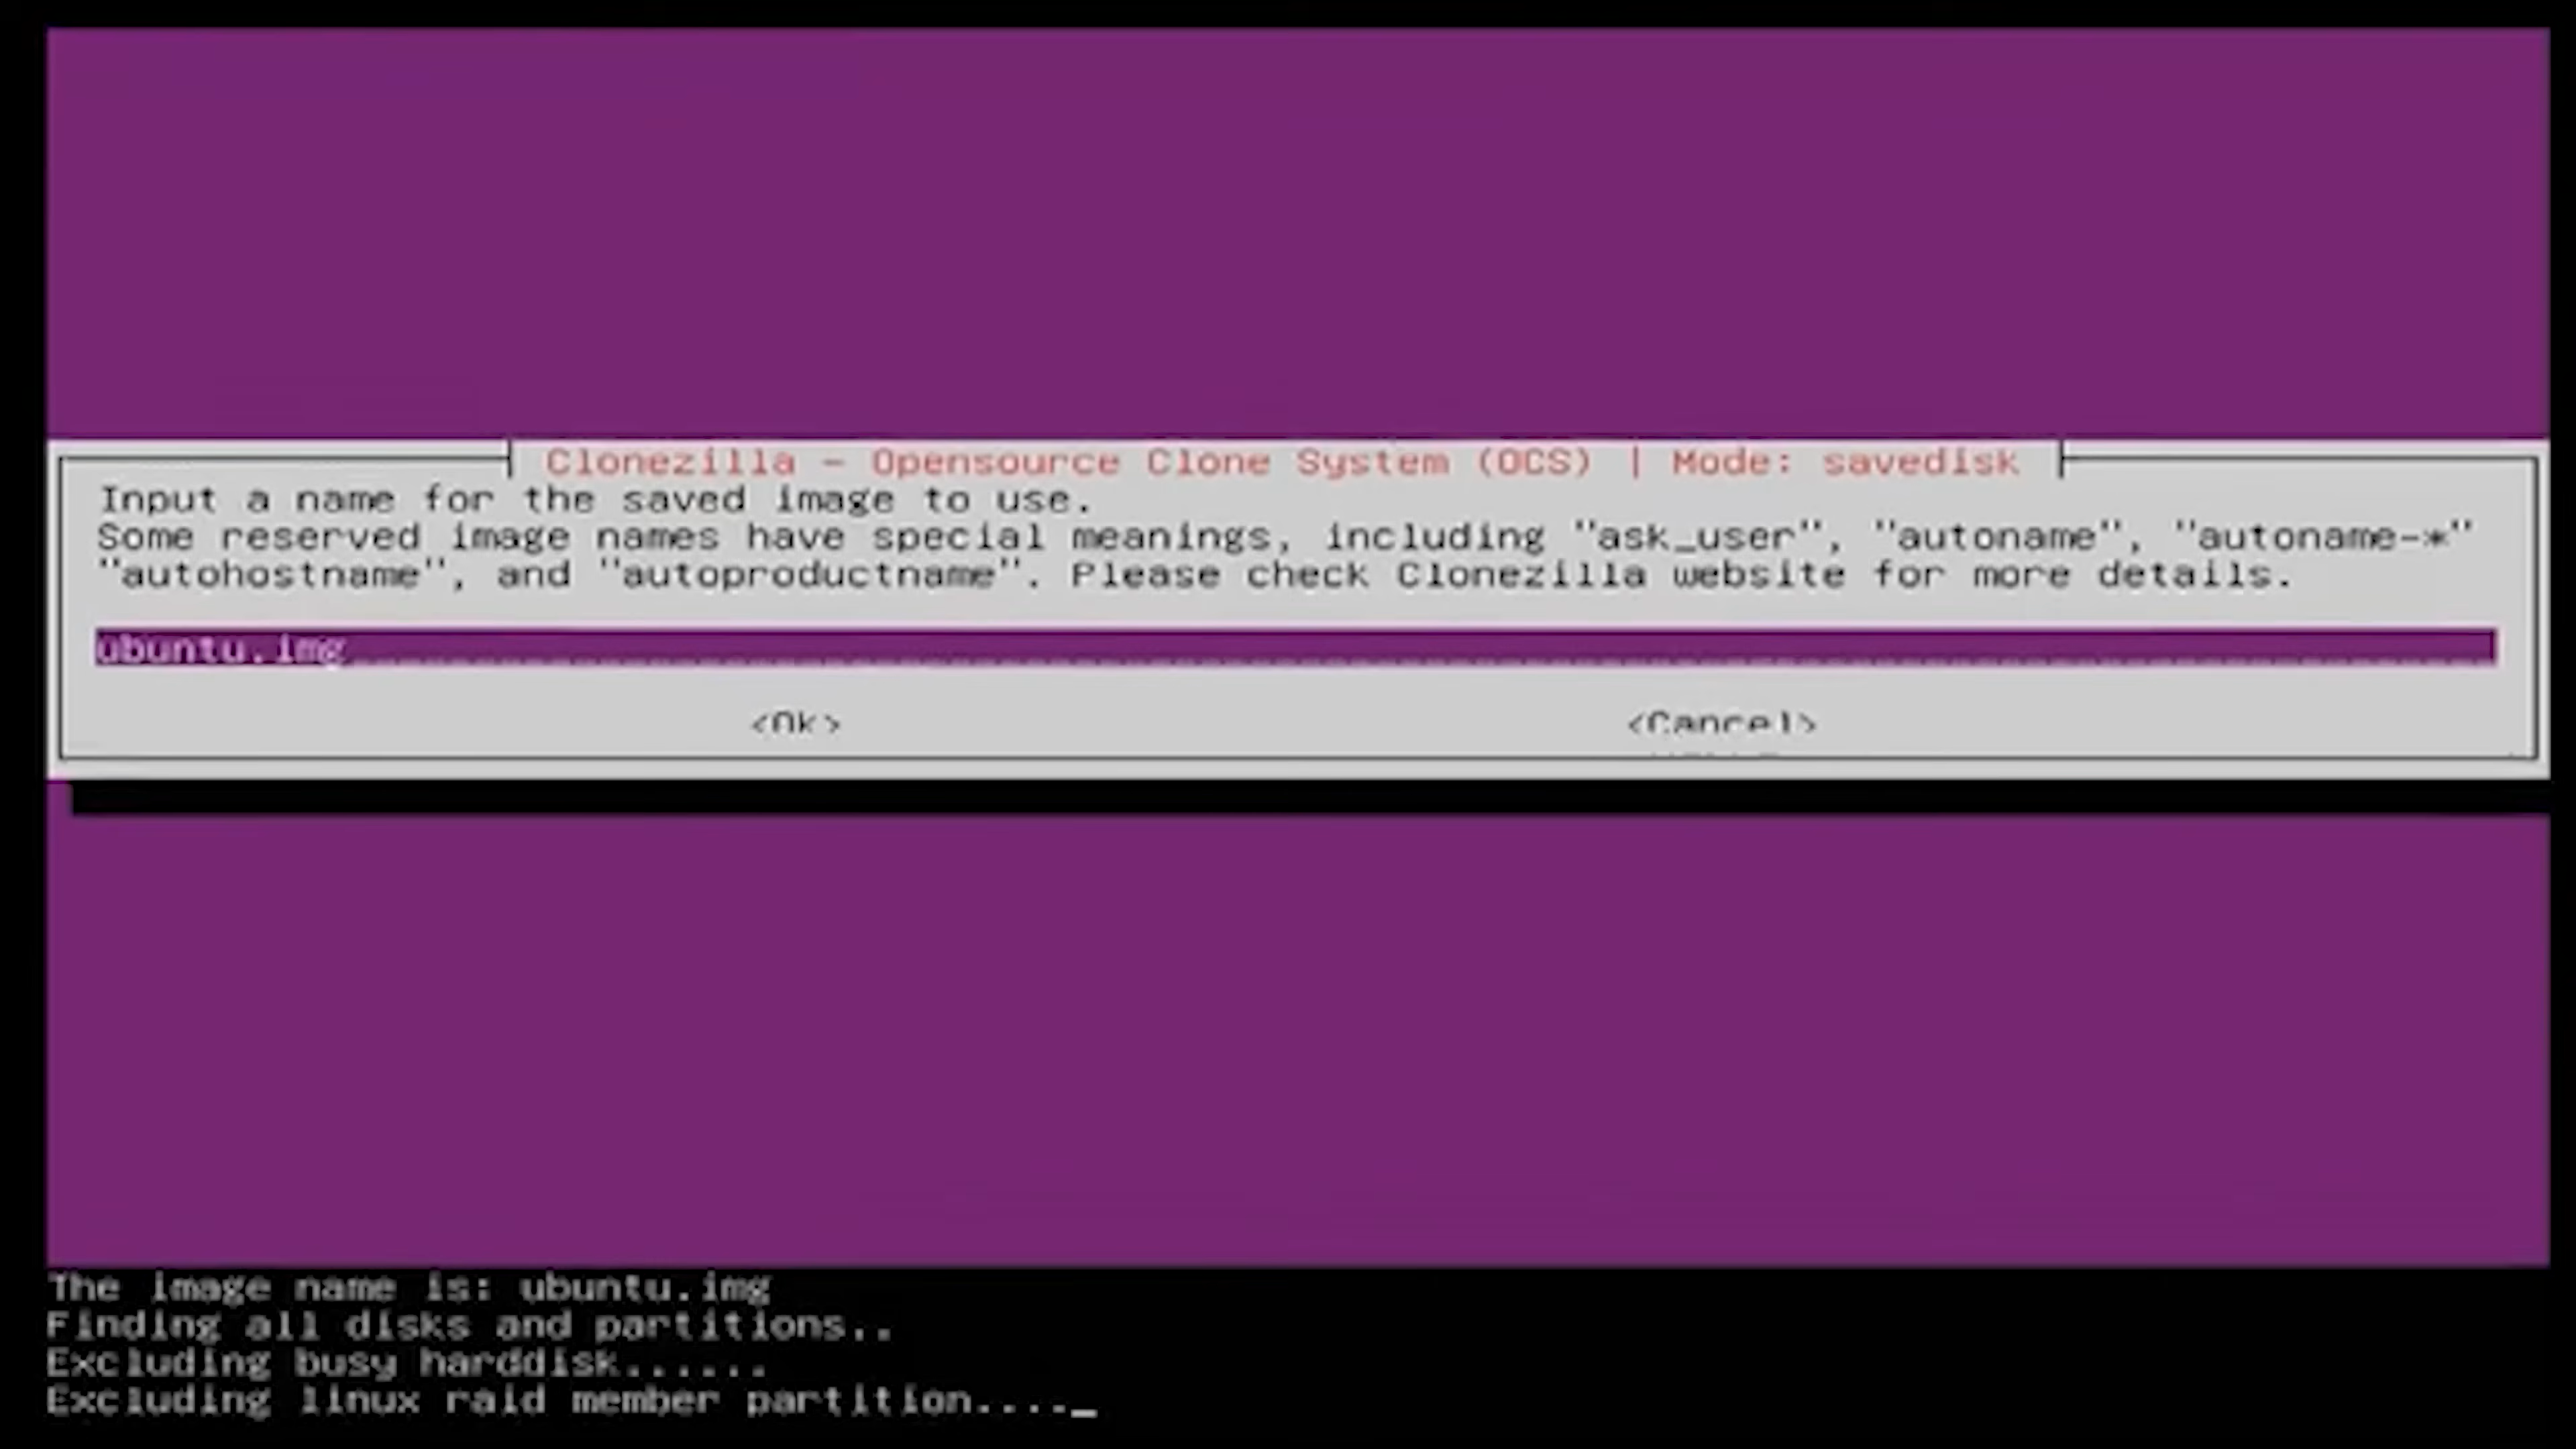 Clonezilla - Opensource Clone System (OCS) | Mode: savedisk
Input a name for the saved image to use.
Some reserved image names have special meanings, including "ask_user", "autoname", "autoname-*"
"autohostname", and "autoproductname". Please check Clonezilla website for more details.
ubuntu.img
<Ok> <Cancel>
The image name is: ubuntu.img
Finding all disks and partitions..
Excluding busy harddisk......
Excluding linux raid member partition...._